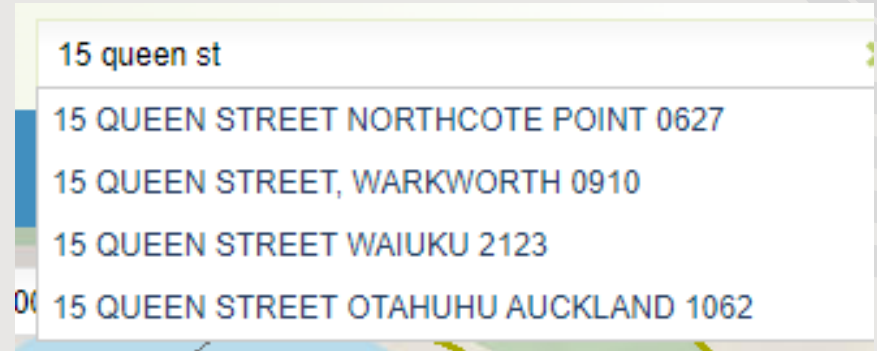 15 queen st
15 QUEEN STREET NORTHCOTE POINT 0627
15 QUEEN STREET, WARKWORTH 0910
15 QUEEN STREET WAIUKU 2123
15 QUEEN STREET OTAHUHU AUCKLAND 1062